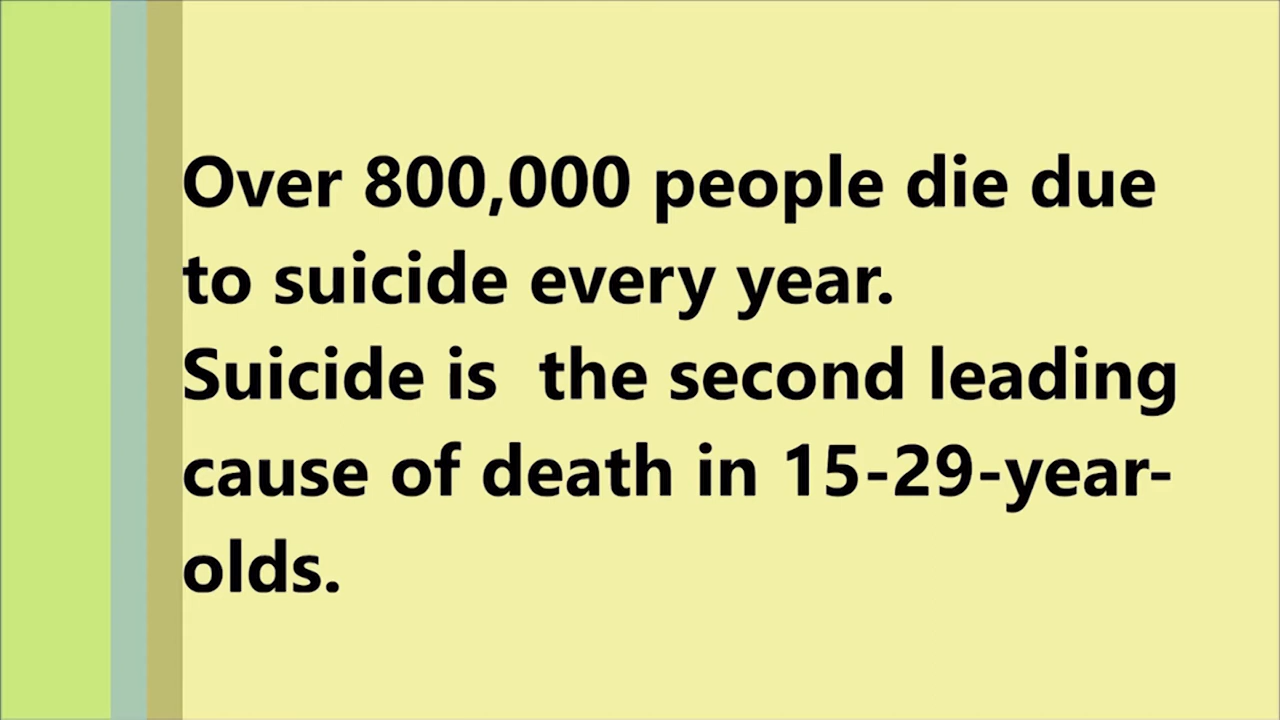 Over 800,000 people die due
to suicide every year.
Suicide is  the second leading
cause of death in 15-29-year-
olds.